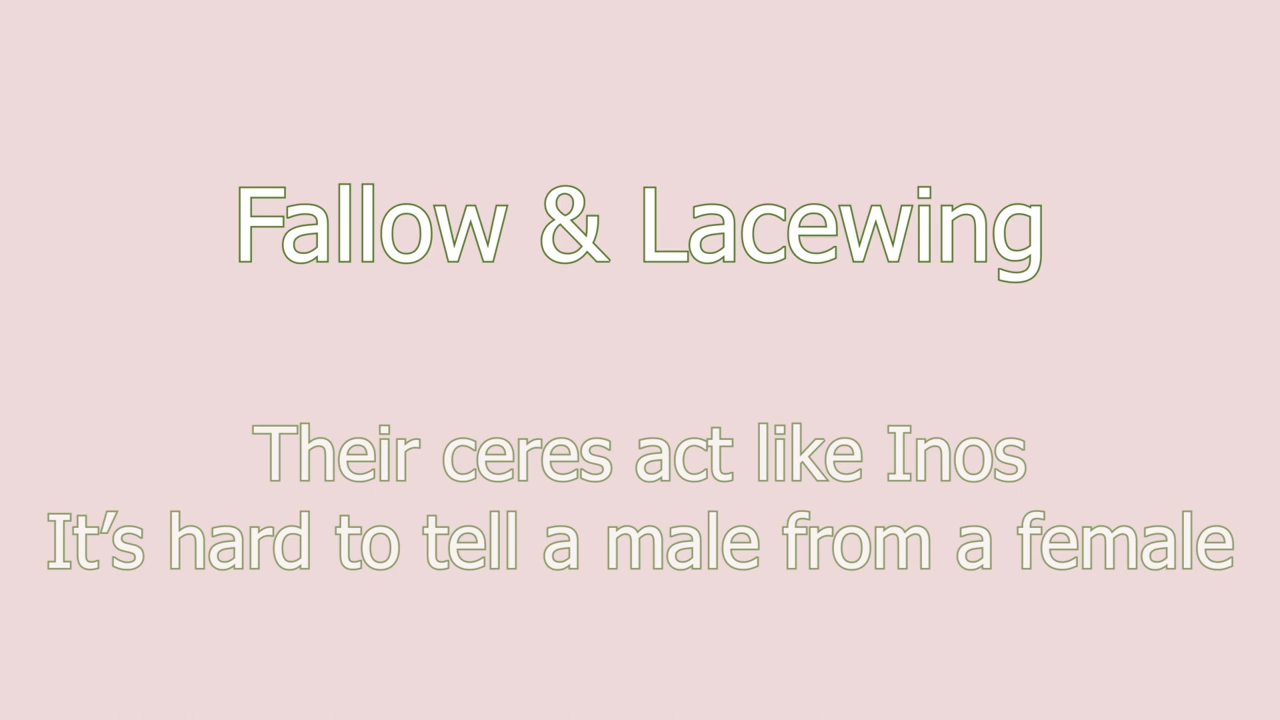 Fallow & Lacewing
Their ceres act like Inos
It’s hard to tell a male from a female